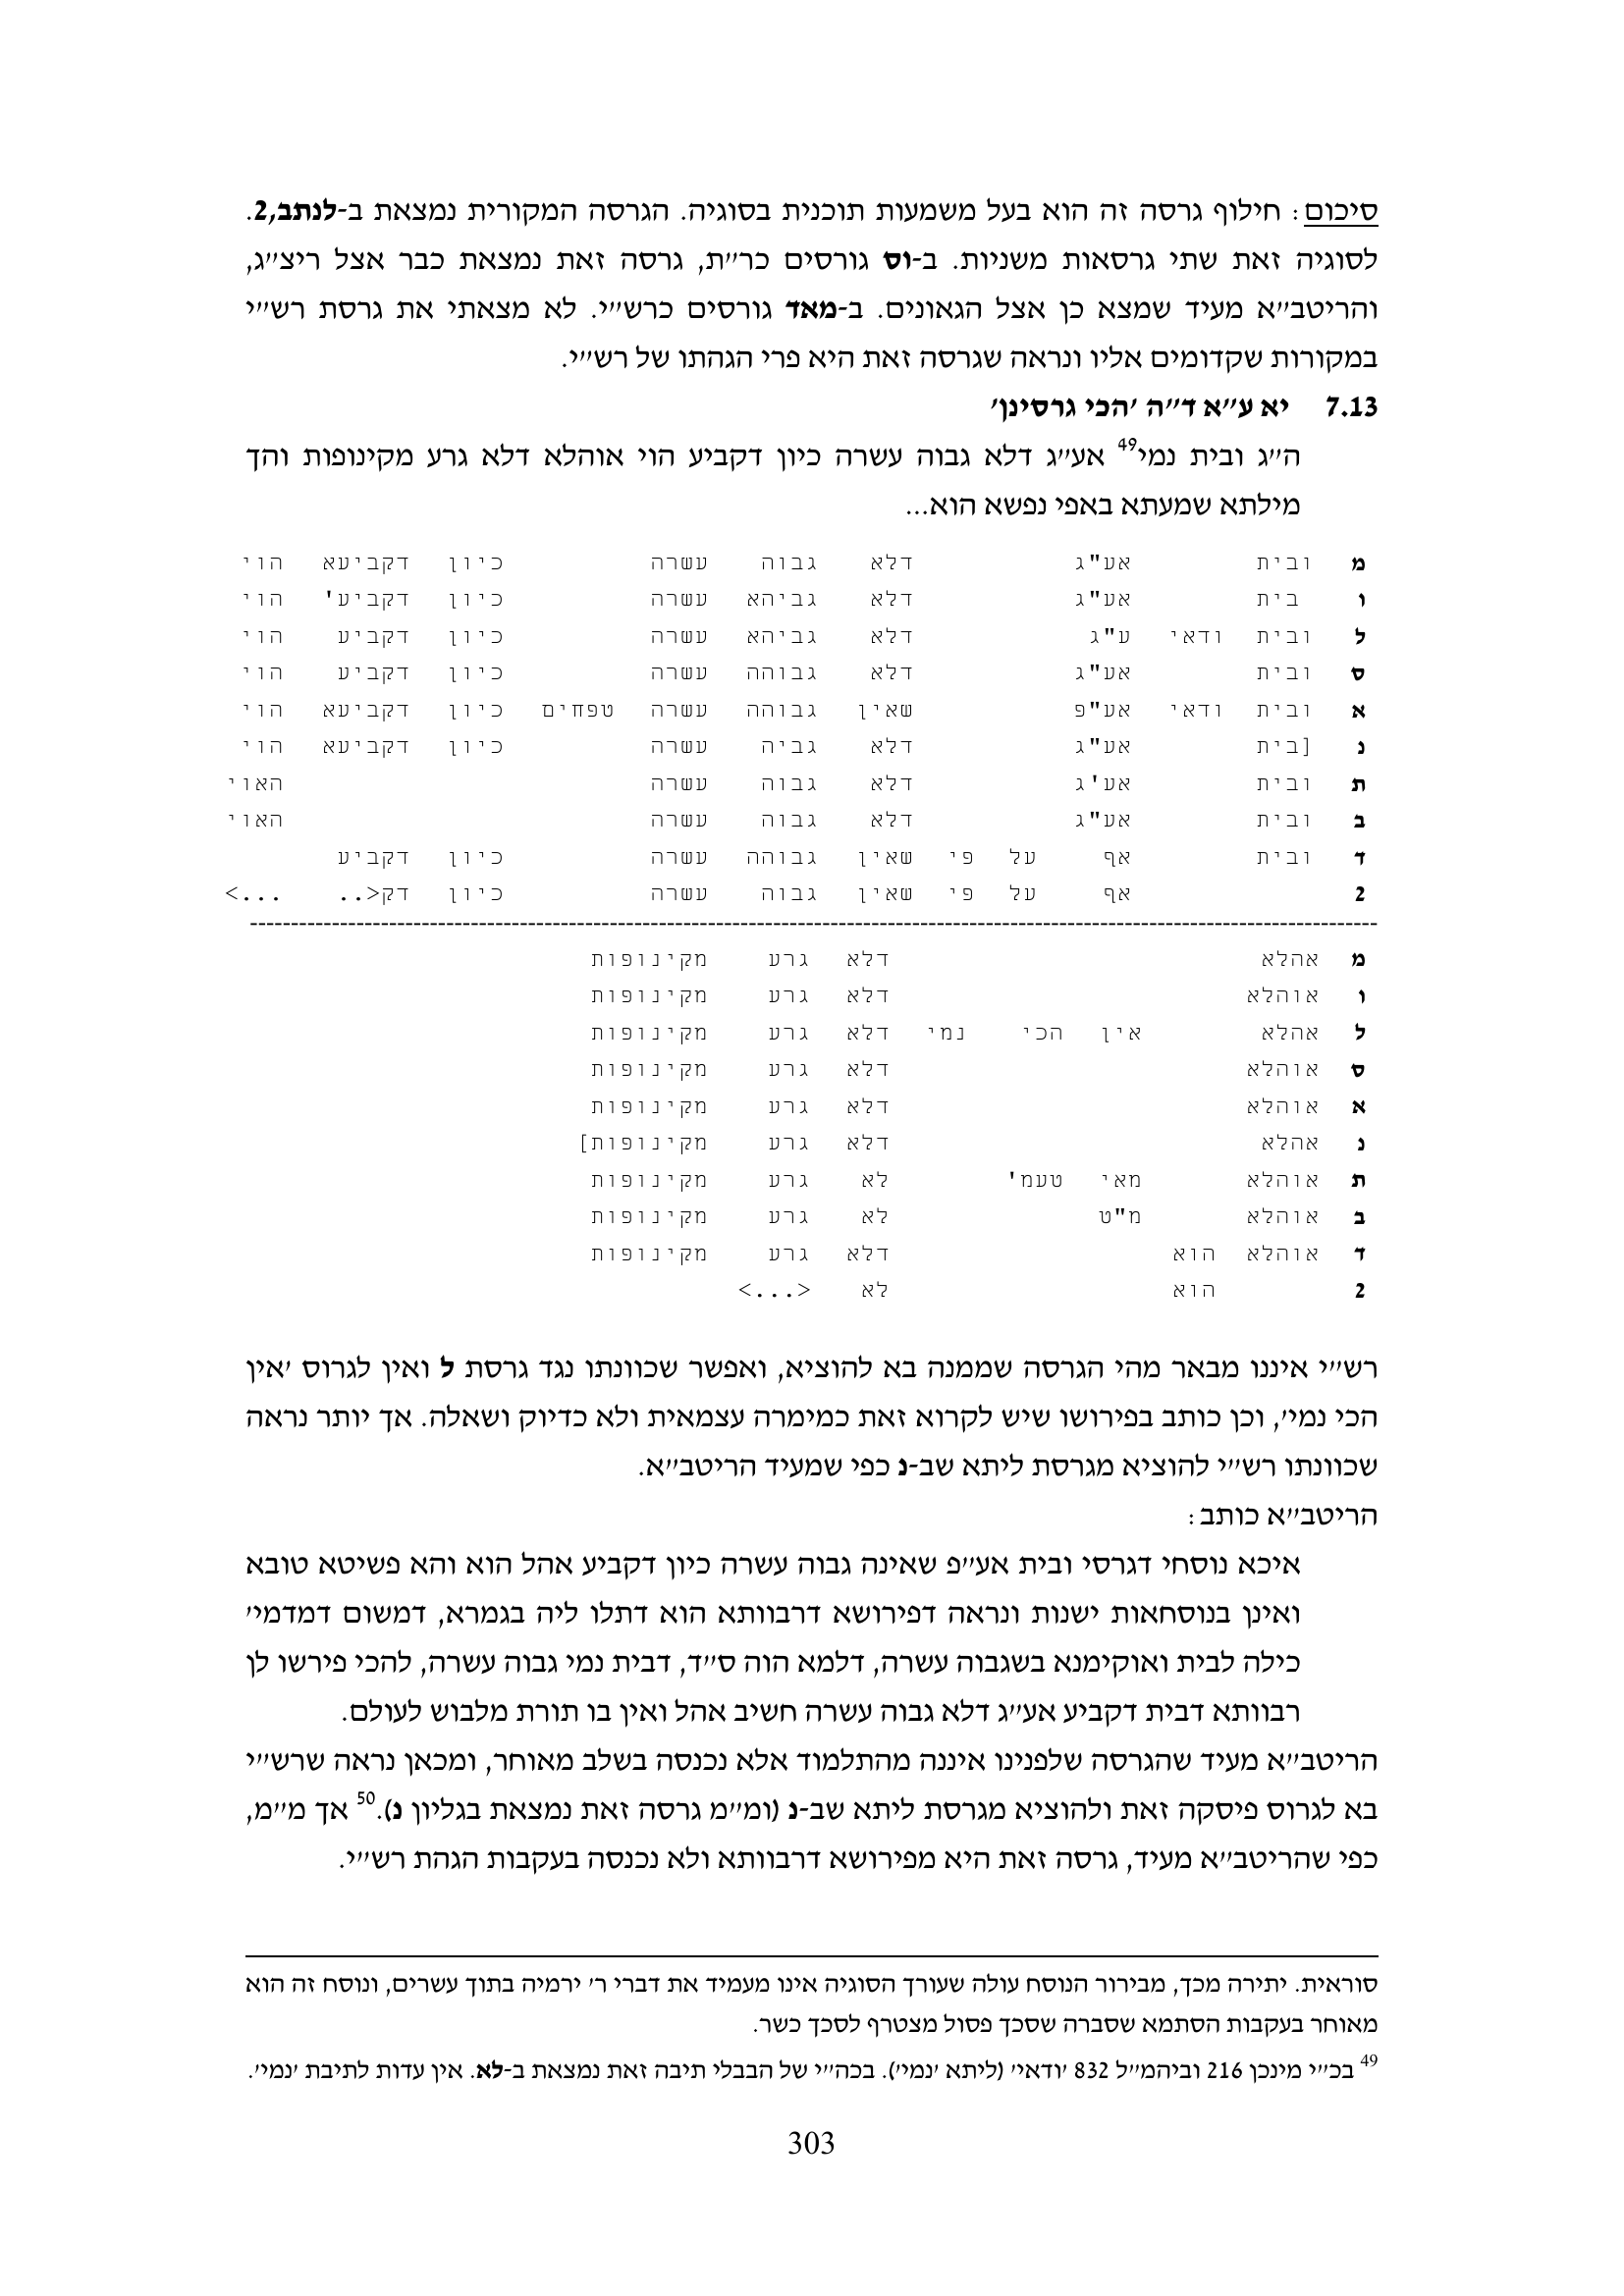 סיכום: חילוף גרסה זה הוא בעל משמעות תוכנית בסוגיה. הגרסה המקורית נמצאת ב-לנתב,2.
לסוגיה זאת שתי גרסאות משניות. ב-וס גורסים כר״ת, גרסה זאת נמצאת כבר אצל ריצ״ג,
והריטב״א מעיד שמצא כן אצל הגאונים. ב-מאד גורסים כרש״י. לא מצאתי את גרסת רש״י
במקורות שקדומים אליו ונראה שגרסה זאת היא פרי הגהתו של רש״י.
7.13 יא ע״א ד״ה ׳הכי גרסינן׳
ה״ג ובית נמי49 אע״ג דלא גבוה עשרה כיון דקביע הוי אוהלא דלא גרע מקינופות והך
מילתא שמעתא באפי נפשא הוא...
מ ובית אע"ג דלא גבוה עשרה כיון דקביעא הוי
ו בית אע"ג דלא גביהא עשרה כיון דקביע' הוי
ל ובית ודאי ע"ג דלא גביהא עשרה כיון דקביע הוי
ס ובית אע"ג דלא גבוהה עשרה כיון דקביע הוי
א ובית ודאי אע"פ שאין גבוהה עשרה טפחים כיון דקביעא הוי
נ [בית אע"ג דלא גביה עשרה כיון דקביעא הוי
ת ובית אע'ג דלא גבוה עשרה האוי
ב ובית אע"ג דלא גבוה עשרה האוי
ד ובית אף על פי שאין גבוהה עשרה כיון דקביע
2 אף על פי שאין גבוה עשרה כיון דק<.. ...>
מ אהלא דלא גרע מקינופות
ו אוהלא דלא גרע מקינופות
ל אהלא אין הכי נמי דלא גרע מקינופות
ס אוהלא דלא גרע מקינופות
א אוהלא דלא גרע מקינופות
נ אהלא דלא גרע מקינופות]
ת אוהלא מאי טעמ' לא גרע מקינופות
ב אוהלא מ"ט לא גרע מקינופות
ד אוהלא הוא דלא גרע מקינופות
2 הוא לא <...>
רש״י איננו מבאר מהי הגרסה שממנה בא להוציא, ואפשר שכוונתו נגד גרסת ל ואין לגרוס ׳אין
הכי נמי׳, וכן כותב בפירושו שיש לקרוא זאת כמימרה עצמאית ולא כדיוק ושאלה. אך יותר נראה
שכוונתו רש״י להוציא מגרסת ליתא שב-נ כפי שמעיד הריטב״א.
הריטב״א כותב:
איכא נוסחי דגרסי ובית אע״פ שאינה גבוה עשרה כיון דקביע אהל הוא והא פשיטא טובא
ואינן בנוסחאות ישנות ונראה דפירושא דרבוותא הוא דתלו ליה בגמרא, דמשום דמדמי׳
כילה לבית ואוקימנא בשגבוה עשרה, דלמא הוה ס״ד, דבית נמי גבוה עשרה, להכי פירשו לן
רבוותא דבית דקביע אע״ג דלא גבוה עשרה חשיב אהל ואין בו תורת מלבוש לעולם.
הריטב״א מעיד שהגרסה שלפנינו איננה מהתלמוד אלא נכנסה בשלב מאוחר, ומכאן נראה שרש״י
בא לגרוס פיסקה זאת ולהוציא מגרסת ליתא שב-נ (ומ״מ גרסה זאת נמצאת בגליון נ).50 אך מ״מ,
כפי שהריטב״א מעיד, גרסה זאת היא מפירושא דרבוותא ולא נכנסה בעקבות הגהת רש״י.
סוראית. יתירה מכך, מבירור הנוסח עולה שעורך הסוגיה אינו מעמיד את דברי ר׳ ירמיה בתוך עשרים, ונוסח זה הוא
מאוחר בעקבות הסתמא שסברה שסכך פסול מצטרף לסכך כשר.
49 בכ״י מינכן 216 וביהמ״ל 832 ׳ודאי׳ (ליתא ׳נמי׳). בכה״י של הבבלי תיבה זאת נמצאת ב-לא. אין עדות לתיבת ׳נמי׳.
303